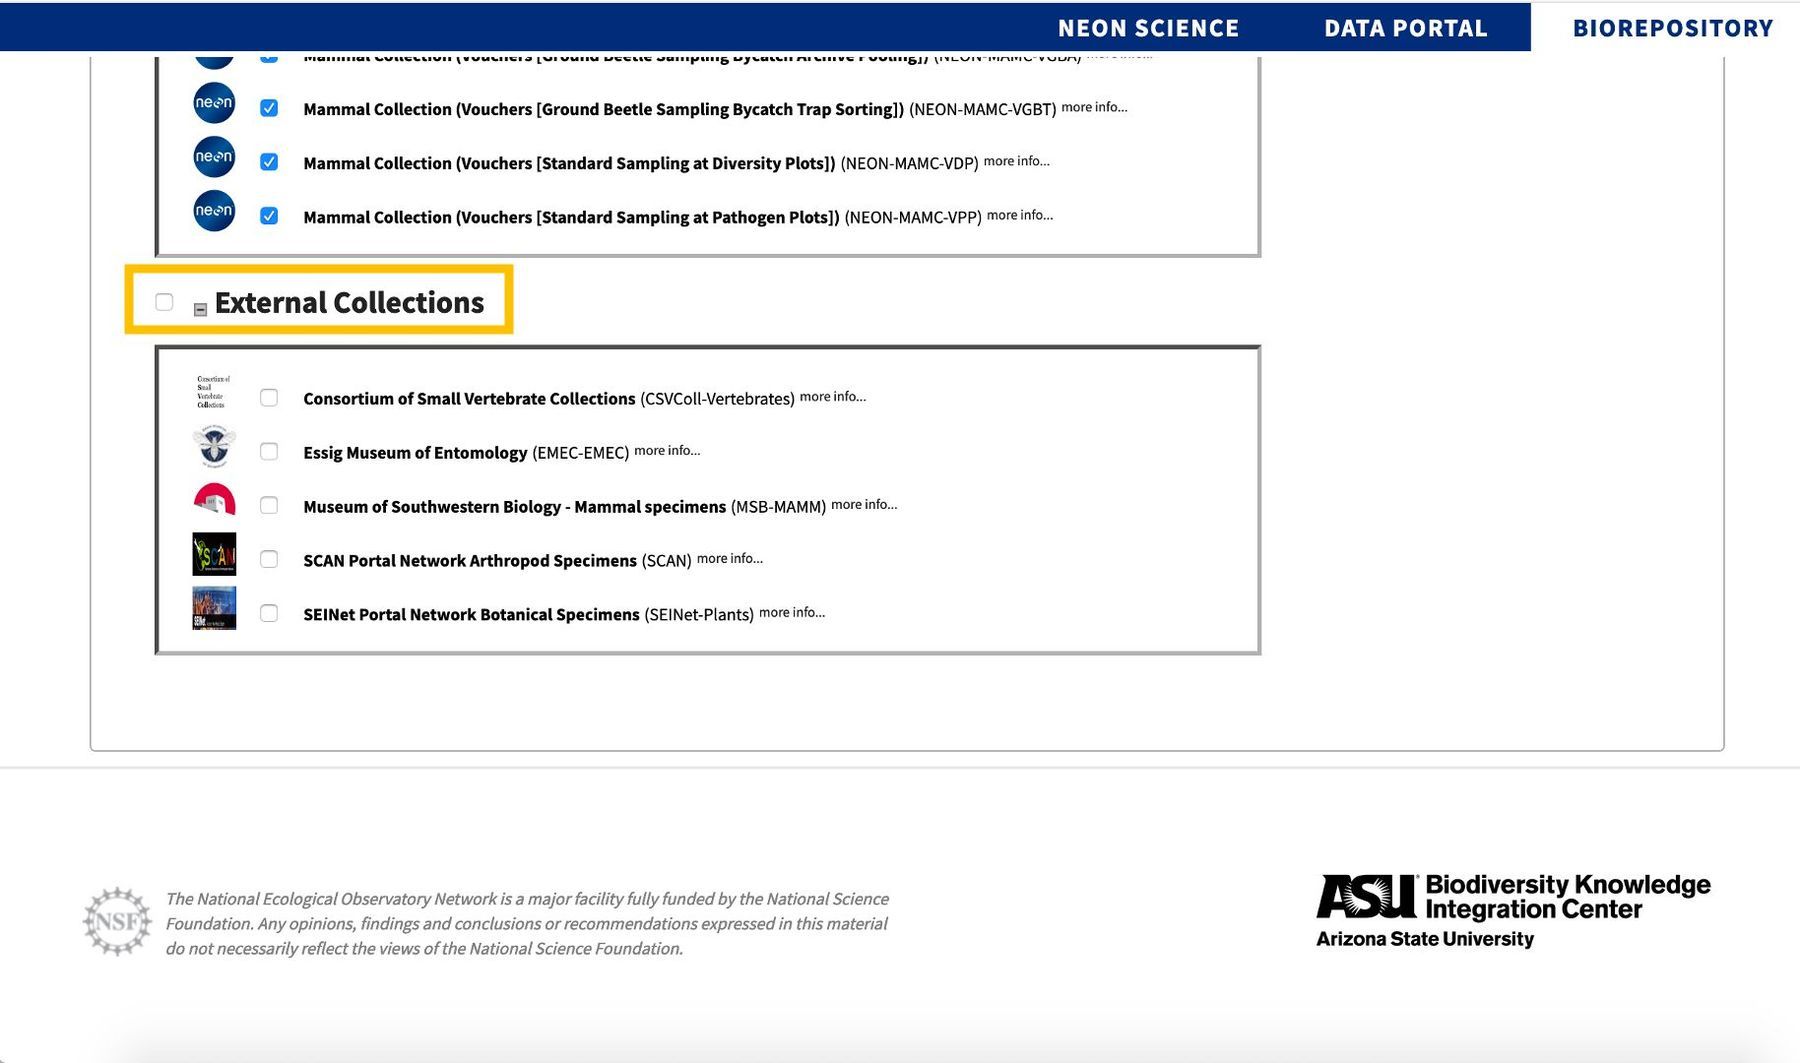 NEON SCIENCE DATA PORTAL BIOREPOSITORY
Mammal Collection (Vouchers [Ground Beetle Sampling Bycatch Archive Pooling]) (NEON-MAMC-VGBA) more info...
neon Mammal Collection (Vouchers [Ground Beetle Sampling Bycatch Trap Sorting]) (NEON-MAMC-VGBT) more info...
neon Mammal Collection (Vouchers [Standard Sampling at Diversity Plots]) (NEON-MAMC-VDP) more info...
neon Mammal Collection (Vouchers [Standard Sampling at Pathogen Plots]) (NEON-MAMC-VPP) more info...
External Collections
Consortium of
Small
Vertebrate
Collections
Consortium of Small Vertebrate Collections (CSVColl-Vertebrates) more info...
Essig Museum of Entomology (EMEC-EMEC) more info...
Museum of Southwestern Biology - Mammal specimens (MSB-MAMM) more info...
SCAN
SCAN Portal Network Arthropod Specimens (SCAN) more info...
SEINet
SEINet Portal Network Botanical Specimens (SEINet-Plants) more info...
NSF
The National Ecological Observatory Network is a major facility fully funded by the National Science
Foundation. Any opinions, findings and conclusions or recommendations expressed in this material
do not necessarily reflect the views of the National Science Foundation.
ASU Biodiversity Knowledge
Integration Center
Arizona State University